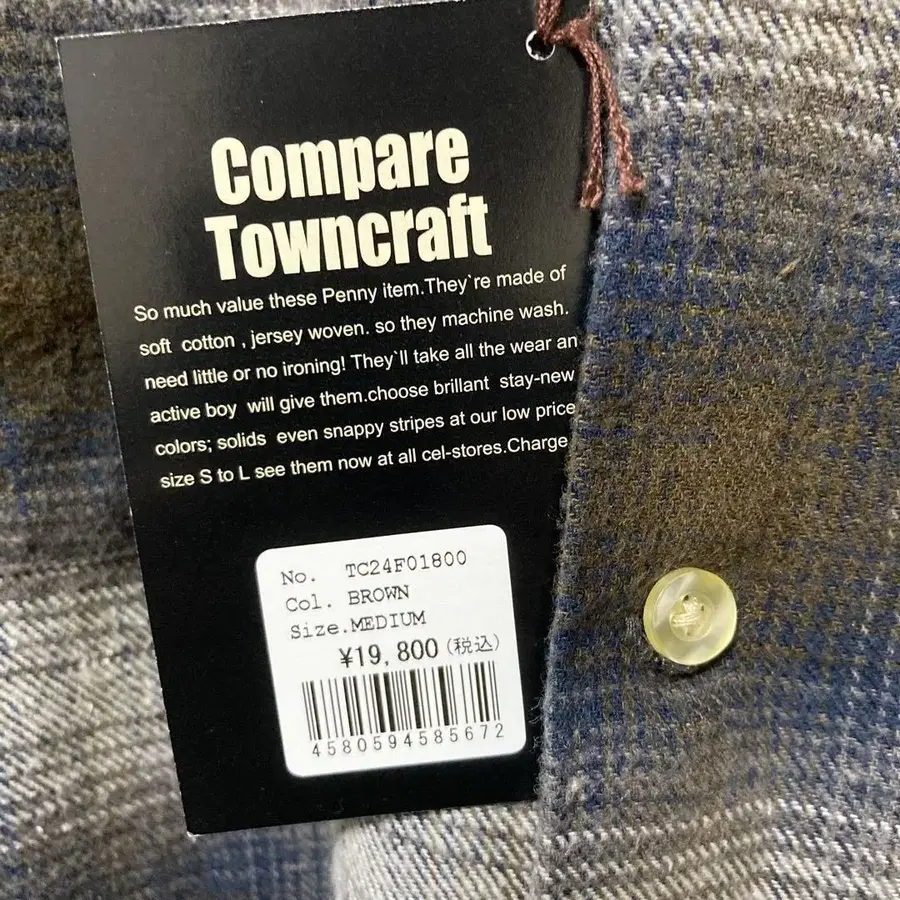 Compare
Towncraft
So much value these Penny item.They`re made of
soft cotton , jersey woven. so they machine wash.
need little or no ironing! They`ll take all the wear an
active boy will give them.choose brillant stay-new
colors; solids even snappy stripes at our low price
size S to L see them now at all cel-stores.Charge
No. TC24F01800
Col. BROWN
Size.MEDIUM
¥19,800(税込)
4580594585672